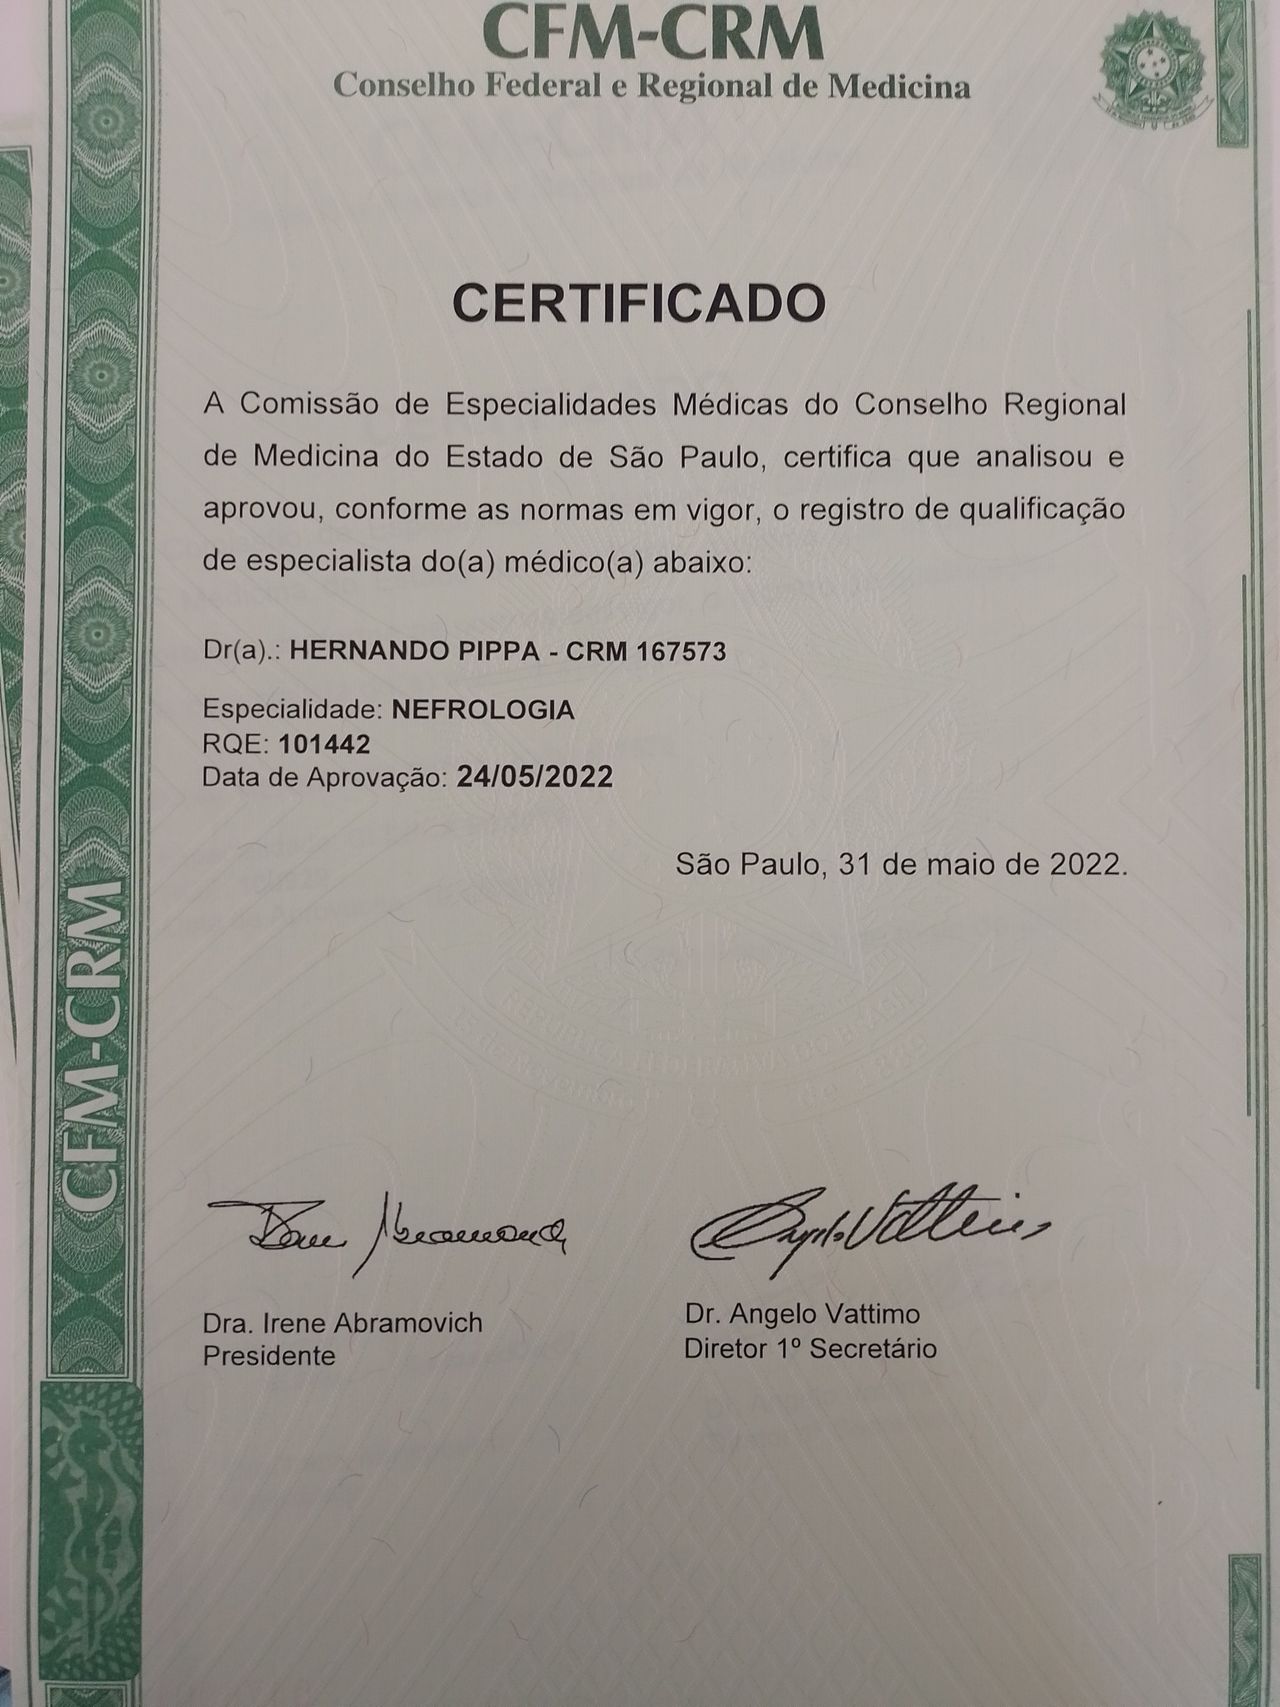 CFM-CRM
Conselho Federal e Regional de Medicina
CERTIFICADO
A Comissão de Especialidades Médicas do Conselho Regional
de Medicina do Estado de São Paulo, certifica que analisou e
aprovou, conforme as normas em vigor, o registro de qualificação
de especialista do(a) médico(a) abaixo:
Dr(a).: HERNANDO PIPPA - CRM 167573
Especialidade: NEFROLOGIA
RQE: 101442
Data de Aprovação: 24/05/2022
São Paulo, 31 de maio de 2022.
CFM-CRM
Dra. Irene Abramovich
Presidente
Dr. Angelo Vattimo
Diretor 1º Secretário